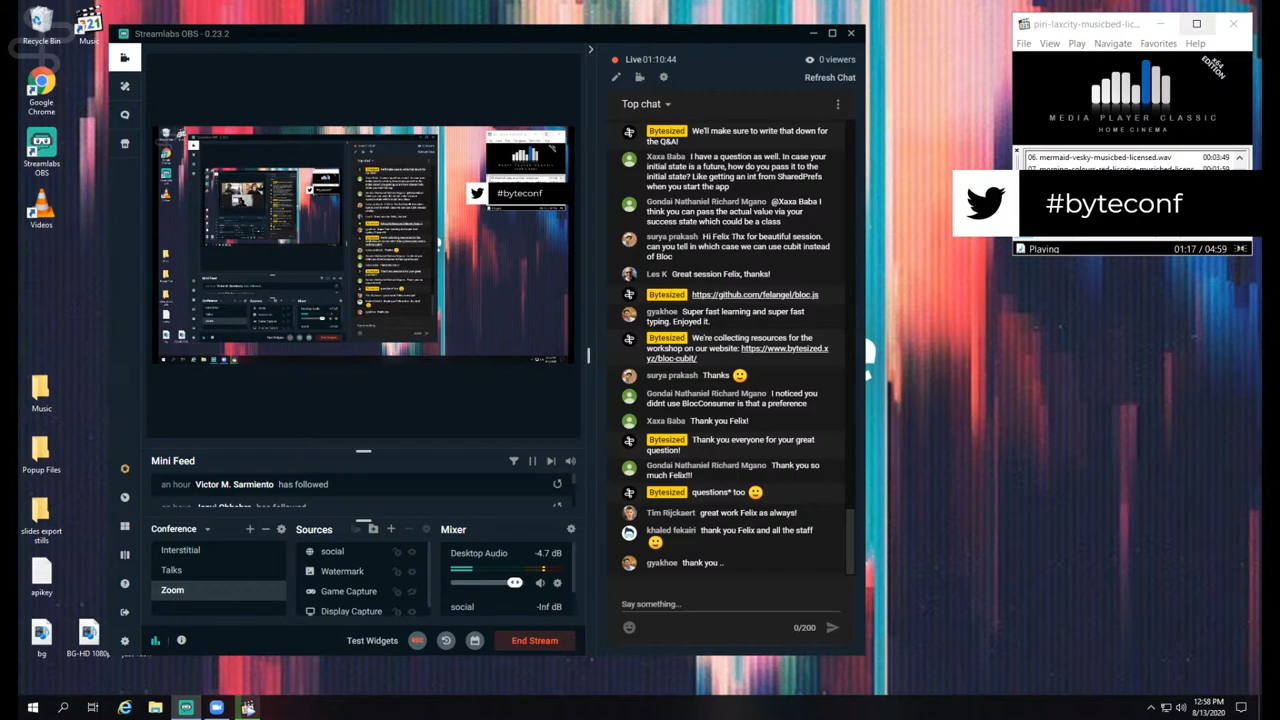 Recycle Bin
Music
Google
Chrome
Streamlabs
OBS
Videos
Music
Popup Files
slides export
stills
apikey
bg
BG-HD 1080p
Streamlabs OBS - 0.23.2
Live 01:10:44
0 viewers
Refresh Chat
Top chat
Bytesized We'll make sure to write that down for
the Q&A!
Xaxa Baba I have a question as well. In case your
initial state is a future, how do you pass it to the
initial state? Like getting an int from SharedPrefs
when you start the app
Gondai Nathaniel Richard Mgano @Xaxa Baba I
think you can pass the actual value via your
success state which could be a class
surya prakash Hi Felix Thx for beautiful session.
can you tell in which case we can use cubit instead
of Bloc
Les K Great session Felix, thanks!
Bytesized https://github.com/felangel/bloc.js
gyakhoe Super fast learning and super fast
typing. Enjoyed it.
Bytesized We're collecting resources for the
workshop on our website: https://www.bytesized.x
yz/bloc-cubit/
surya prakash Thanks 🙂
Gondai Nathaniel Richard Mgano I noticed you
didnt use BlocConsumer is that a preference
Xaxa Baba Thank you Felix!
Bytesized Thank you everyone for your great
question!
Gondai Nathaniel Richard Mgano Thank you so
much Felix!!!
Bytesized questions* too 🙂
Tim Rijckaert great work Felix as always!
khaled fekairi thank you Felix and all the staff
🙂
gyakhoe thank you ..
Say something...
0/200
#byteconf
Mini Feed
an hour Victor M. Sarmiento has followed
Conference
Interstitial
Talks
Zoom
Sources
social
Watermark
Game Capture
Display Capture
Mixer
Desktop Audio -4.7 dB
social -Inf dB
Test Widgets
REC
End Stream
piri-laxcity-musicbed-lic...
File View Play Navigate Favorites Help
x64
EDITION
MEDIA PLAYER CLASSIC
HOME CINEMA
06. mermaid-vesky-musicbed-licensed.wav 00:03:49
#byteconf
Playing 01:17 / 04:59
12:58 PM
8/13/2020